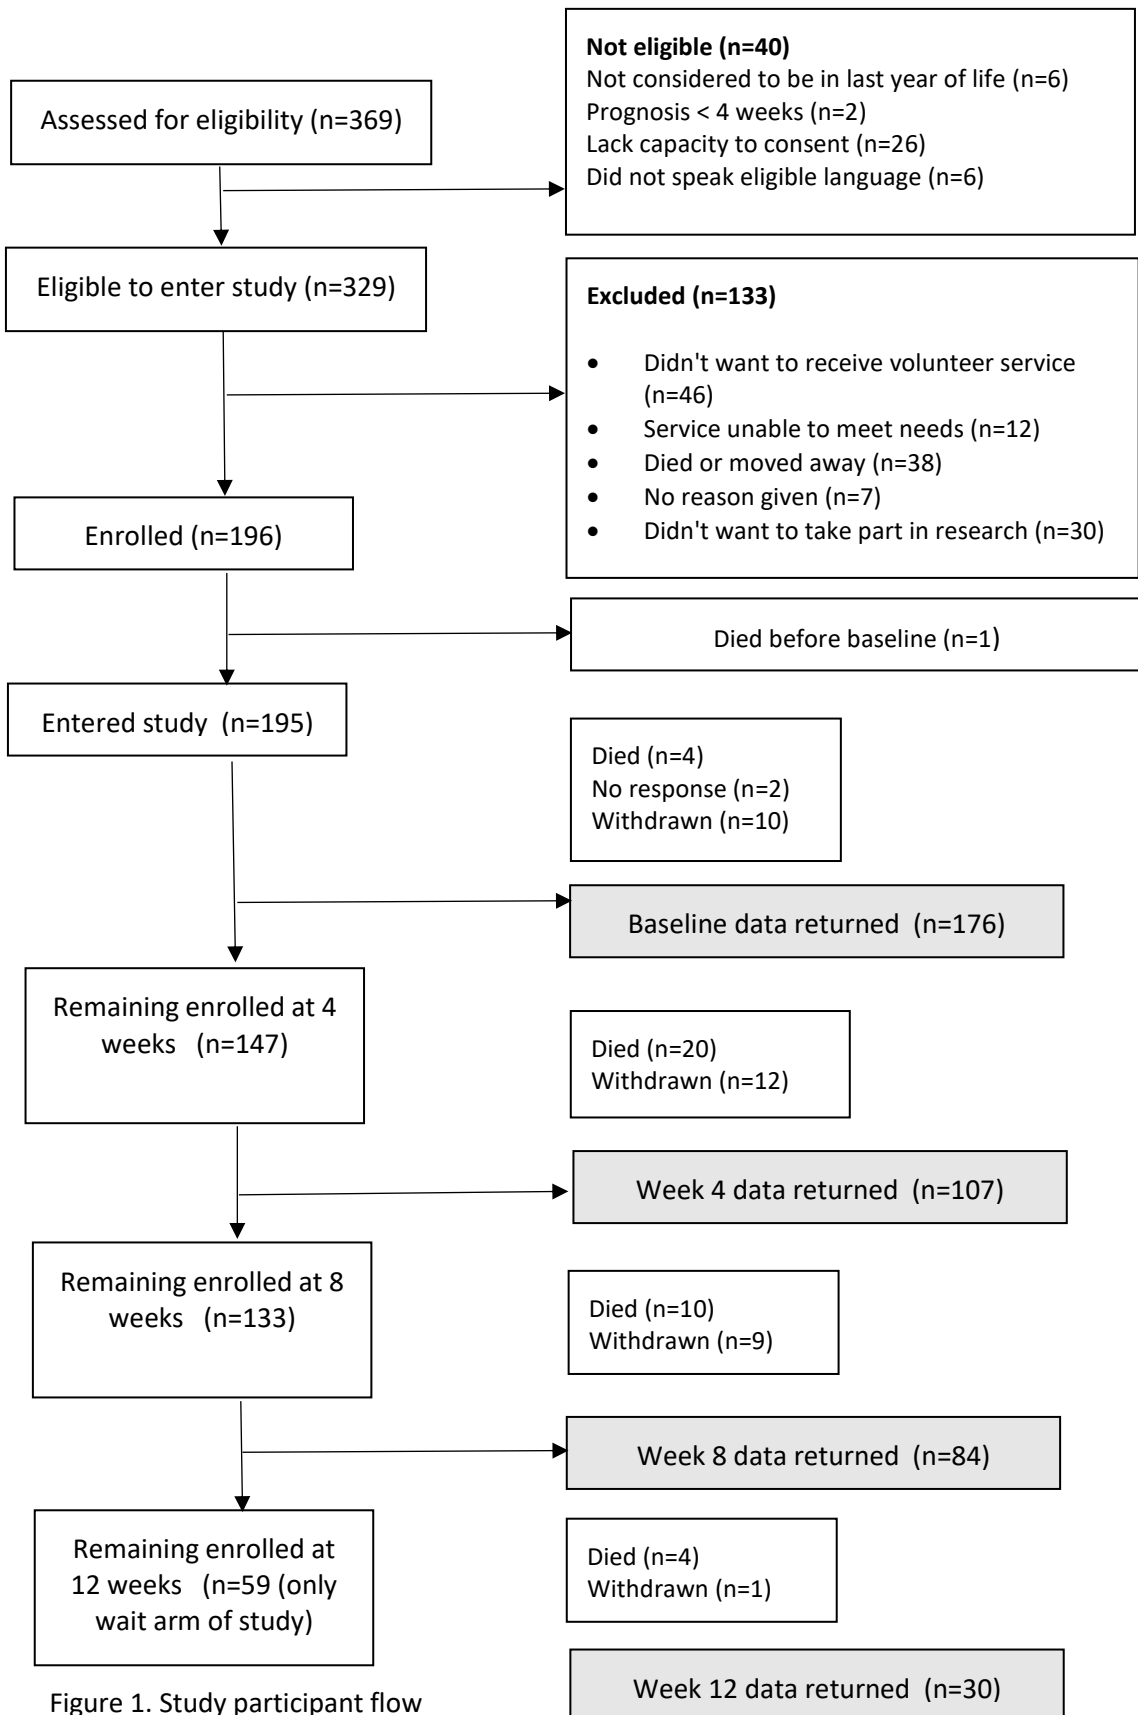 Assessed for eligibility (n=369)
Not eligible (n=40)
Not considered to be in last year of life (n=6)
Prognosis < 4 weeks (n=2)
Lack capacity to consent (n=26)
Did not speak eligible language (n=6)
Eligible to enter study (n=329)
Excluded (n=133)
• Didn't want to receive volunteer service
(n=46)
• Service unable to meet needs (n=12)
• Died or moved away (n=38)
• No reason given (n=7)
• Didn't want to take part in research (n=30)
Enrolled (n=196)
Died before baseline (n=1)
Entered study (n=195)
Died (n=4)
No response (n=2)
Withdrawn (n=10)
Baseline data returned (n=176)
Remaining enrolled at 4
weeks (n=147)
Died (n=20)
Withdrawn (n=12)
Week 4 data returned (n=107)
Remaining enrolled at 8
weeks (n=133)
Died (n=10)
Withdrawn (n=9)
Week 8 data returned (n=84)
Remaining enrolled at
12 weeks (n=59 (only
wait arm of study)
Died (n=4)
Withdrawn (n=1)
Week 12 data returned (n=30)
Figure 1. Study participant flow